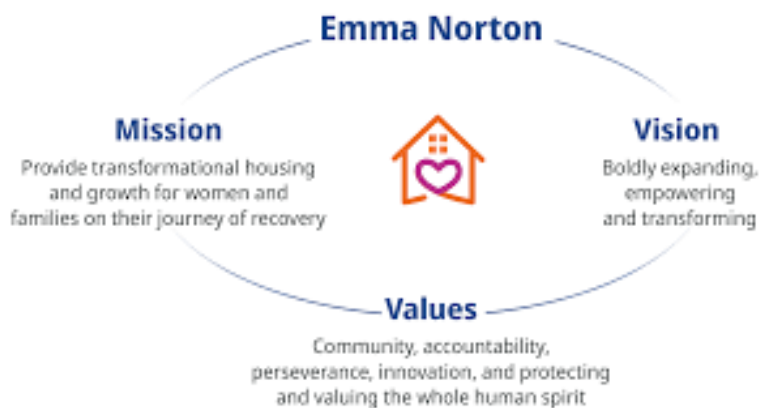 Emma Norton
Mission
Provide transformational housing
and growth for women and
families on their journey of recovery
Vision
Boldly expanding,
empowering
and transforming
Values
Community, accountability,
perseverance, innovation, and protecting
and valuing the whole human spirit